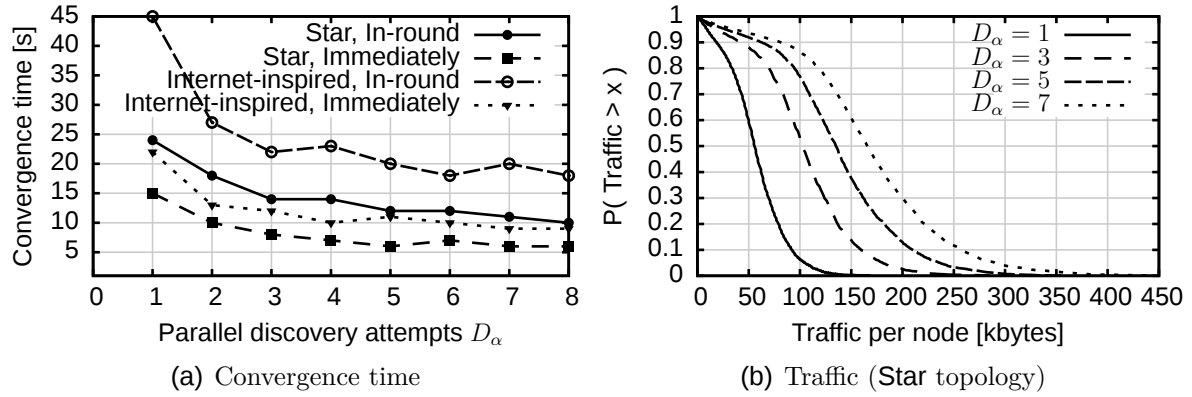 45
40
35
30
25
20
15
10
5
Convergence time [s]
Star, In-round
Star, Immediately
Internet-inspired, In-round
Internet-inspired, Immediately
0 1 2 3 4 5 6 7 8
Parallel discovery attempts Dα
(a) Convergence time
1
0.9
0.8
0.7
0.6
0.5
0.4
0.3
0.2
0.1
0
P( Traffic > x )
Dα = 1
Dα = 3
Dα = 5
Dα = 7
0 50 100 150 200 250 300 350 400 450
Traffic per node [kbytes]
(b) Traffic (Star topology)